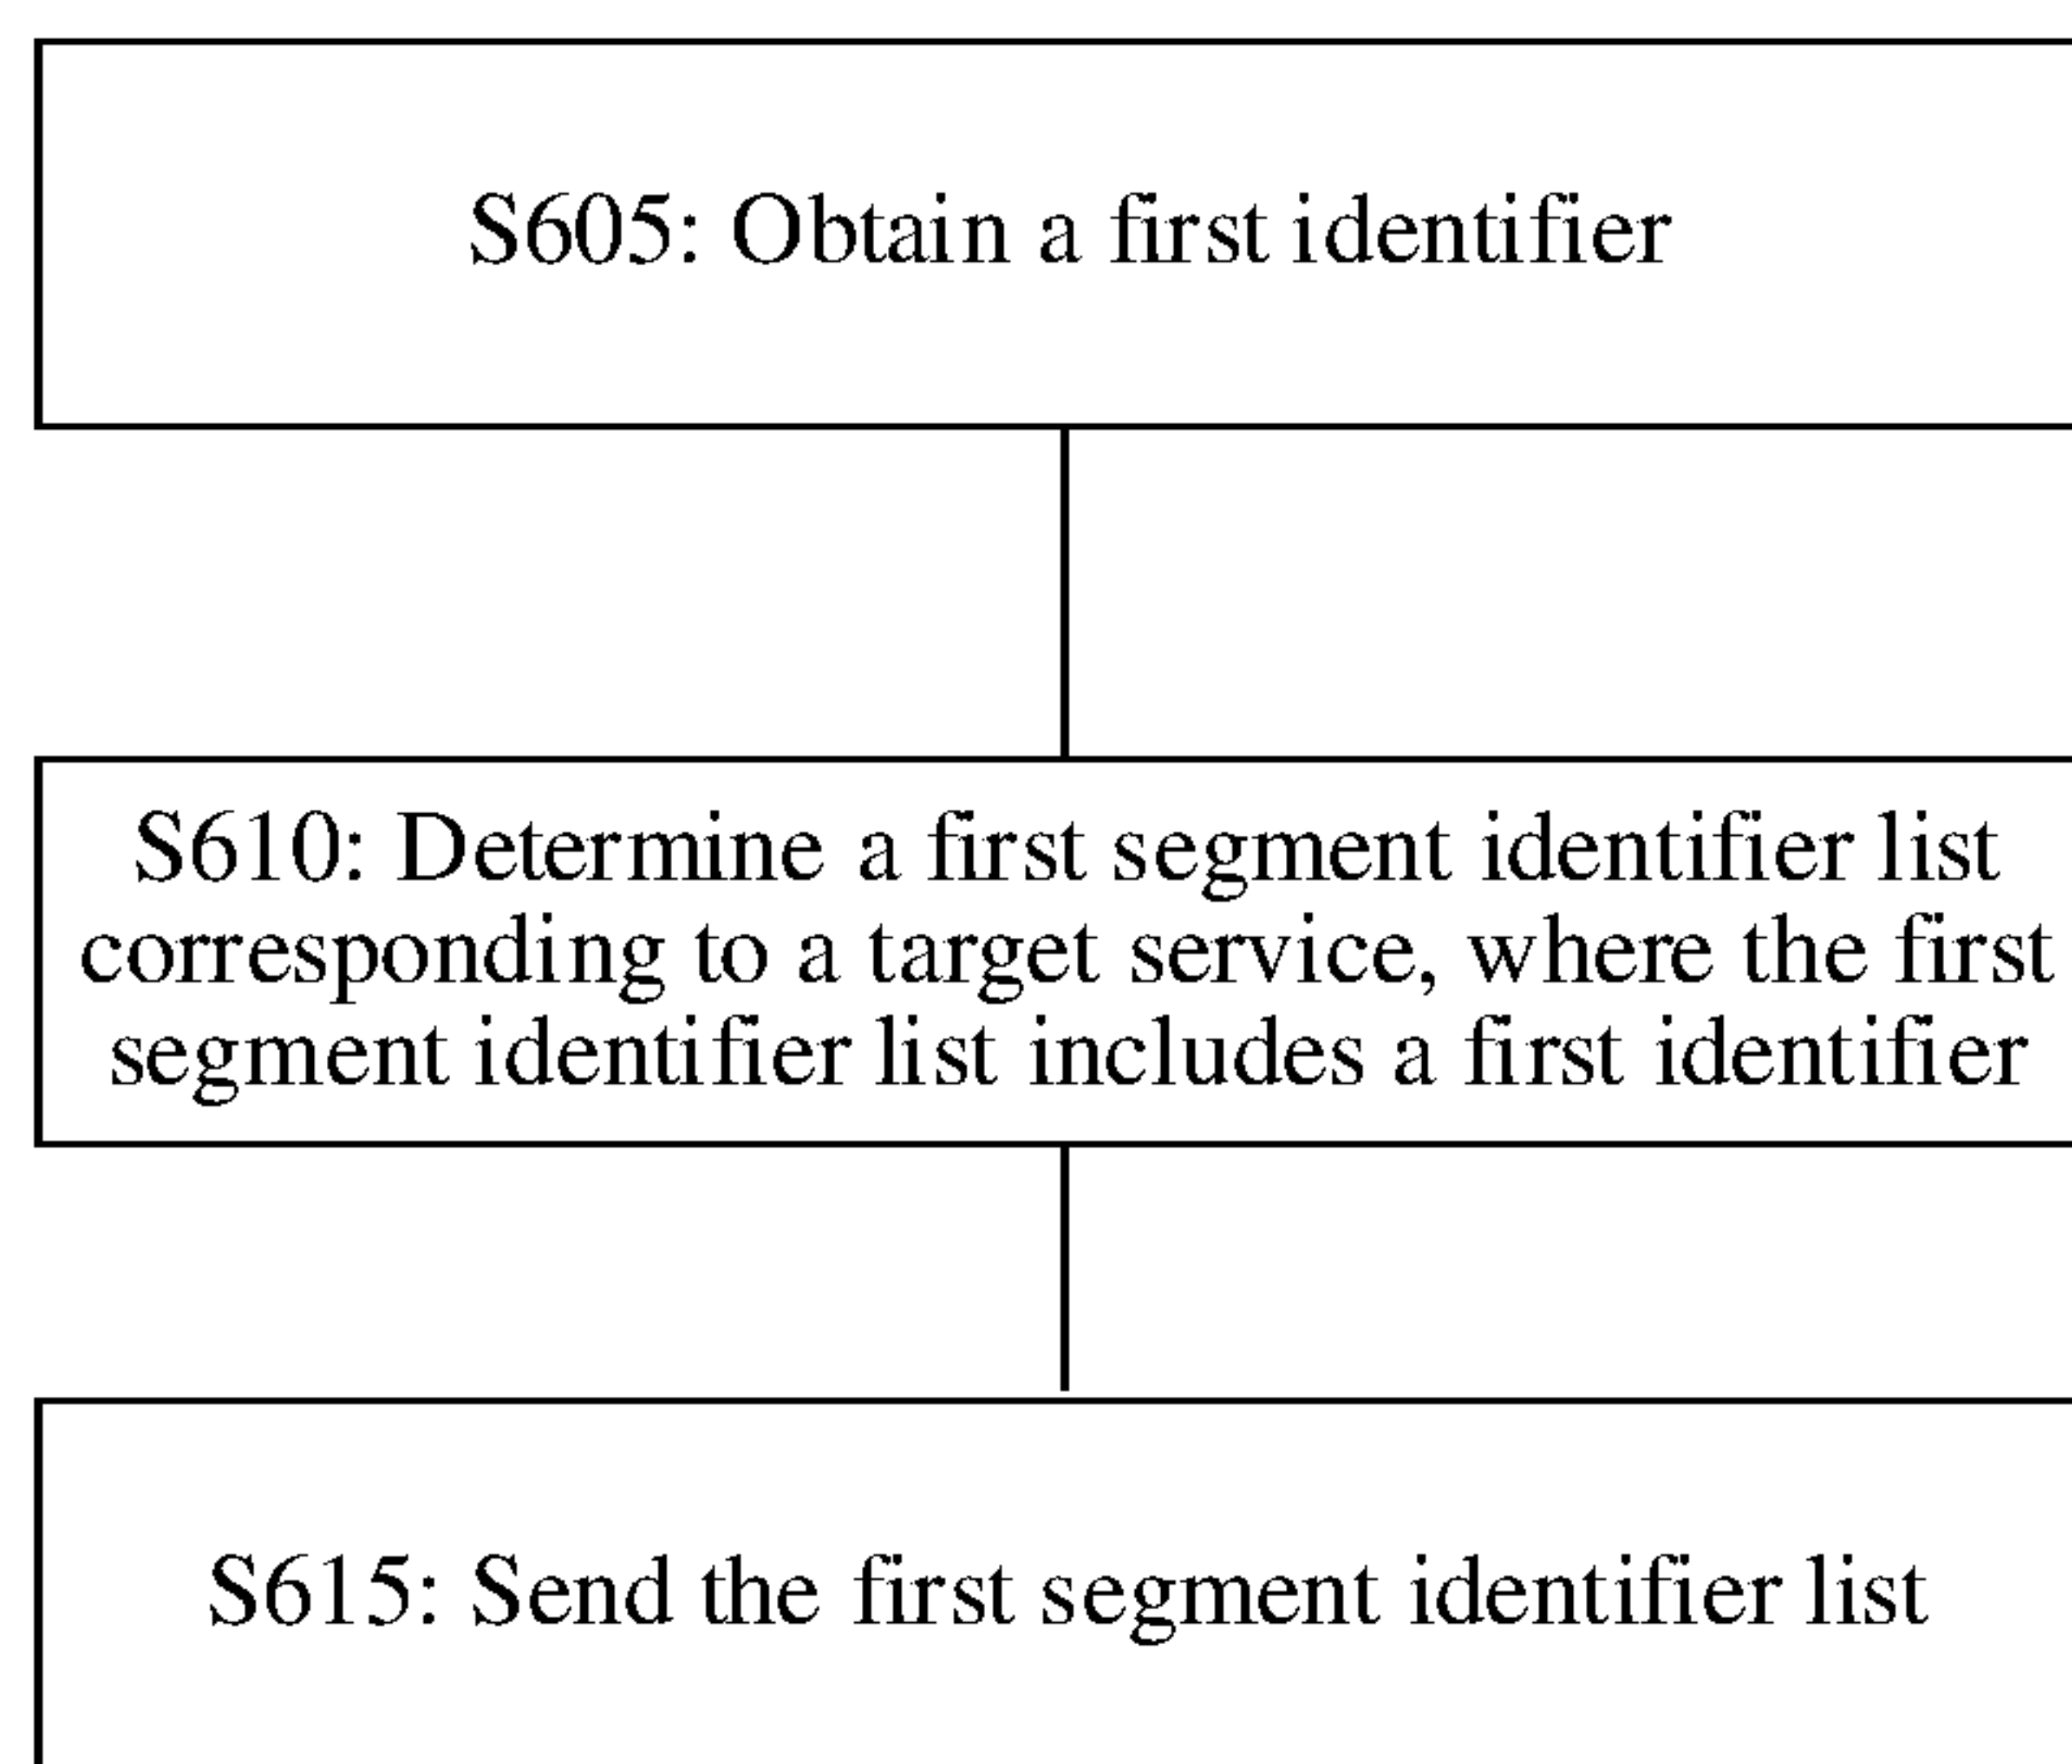 S605: Obtain a first identifier
S610: Determine a first segment identifier list
corresponding to a target service, where the first
segment identifier list includes a first identifier
S615: Send the first segment identifier list